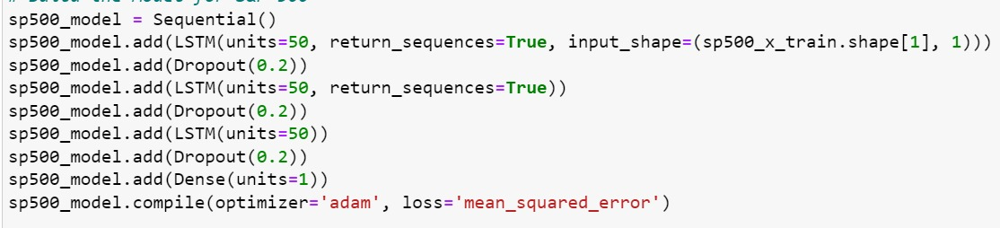 sp500_model = Sequential()
sp500_model.add(LSTM(units=50, return_sequences=True, input_shape=(sp500_x_train.shape[1], 1)))
sp500_model.add(Dropout(0.2))
sp500_model.add(LSTM(units=50, return_sequences=True))
sp500_model.add(Dropout(0.2))
sp500_model.add(LSTM(units=50))
sp500_model.add(Dropout(0.2))
sp500_model.add(Dense(units=1))
sp500_model.compile(optimizer='adam', loss='mean_squared_error')